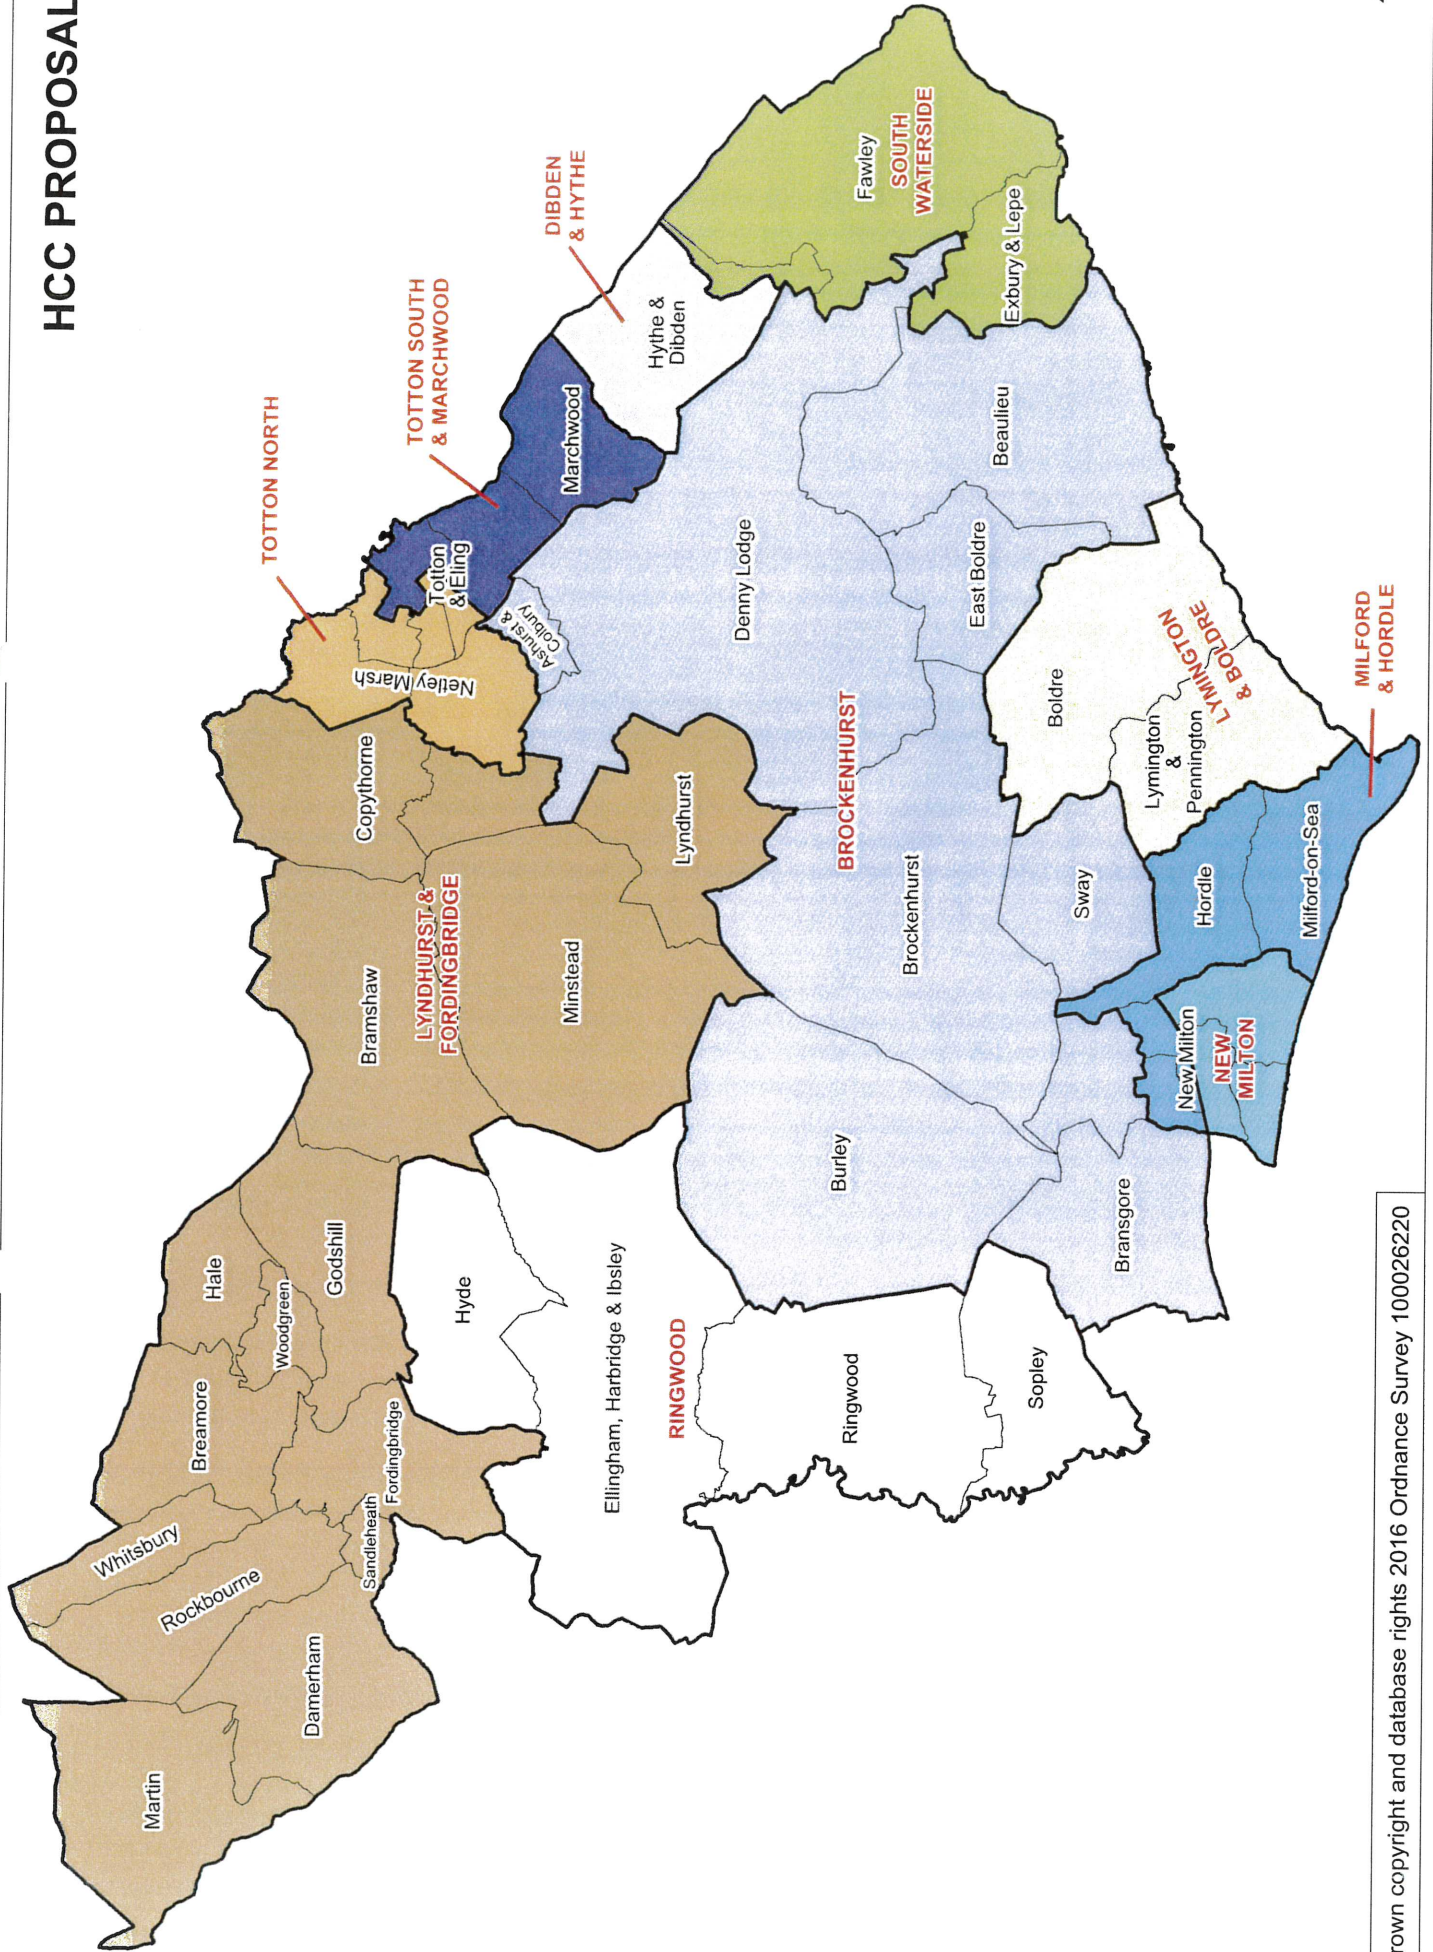 HCC PROPOSAL
Martin
Whitsbury
Breamore
Hale
Rockbourne
Woodgreen
Damerham
Godshill
Sandleheath
Fordingbridge
Bramshaw
Copythorne
TOTTON NORTH
Netley Marsh
LYNDHURST &
FORDINGBRIDGE
TOTTON SOUTH
& MARCHWOOD
Totton
& Eling
Hyde
Ashurst &
Colbury
DIBDEN
& HYTHE
Minstead
Marchwood
Ellingham, Harbridge & Ibsley
Hythe &
Dibden
RINGWOOD
Lyndhurst
Denny Lodge
Ringwood
Burley
BROCKENHURST
Fawley
SOUTH
WATERSIDE
Brockenhurst
East Boldre
Beaulieu
Exbury & Lepe
Sopley
Boldre
Sway
Bransgore
Lymington
&
Pennington
LYMINGTON
& BOLDRE
New Milton
NEW
MILTON
Hordle
Milford-on-Sea
MILFORD
& HORDLE
rown copyright and database rights 2016 Ordnance Survey 100026220